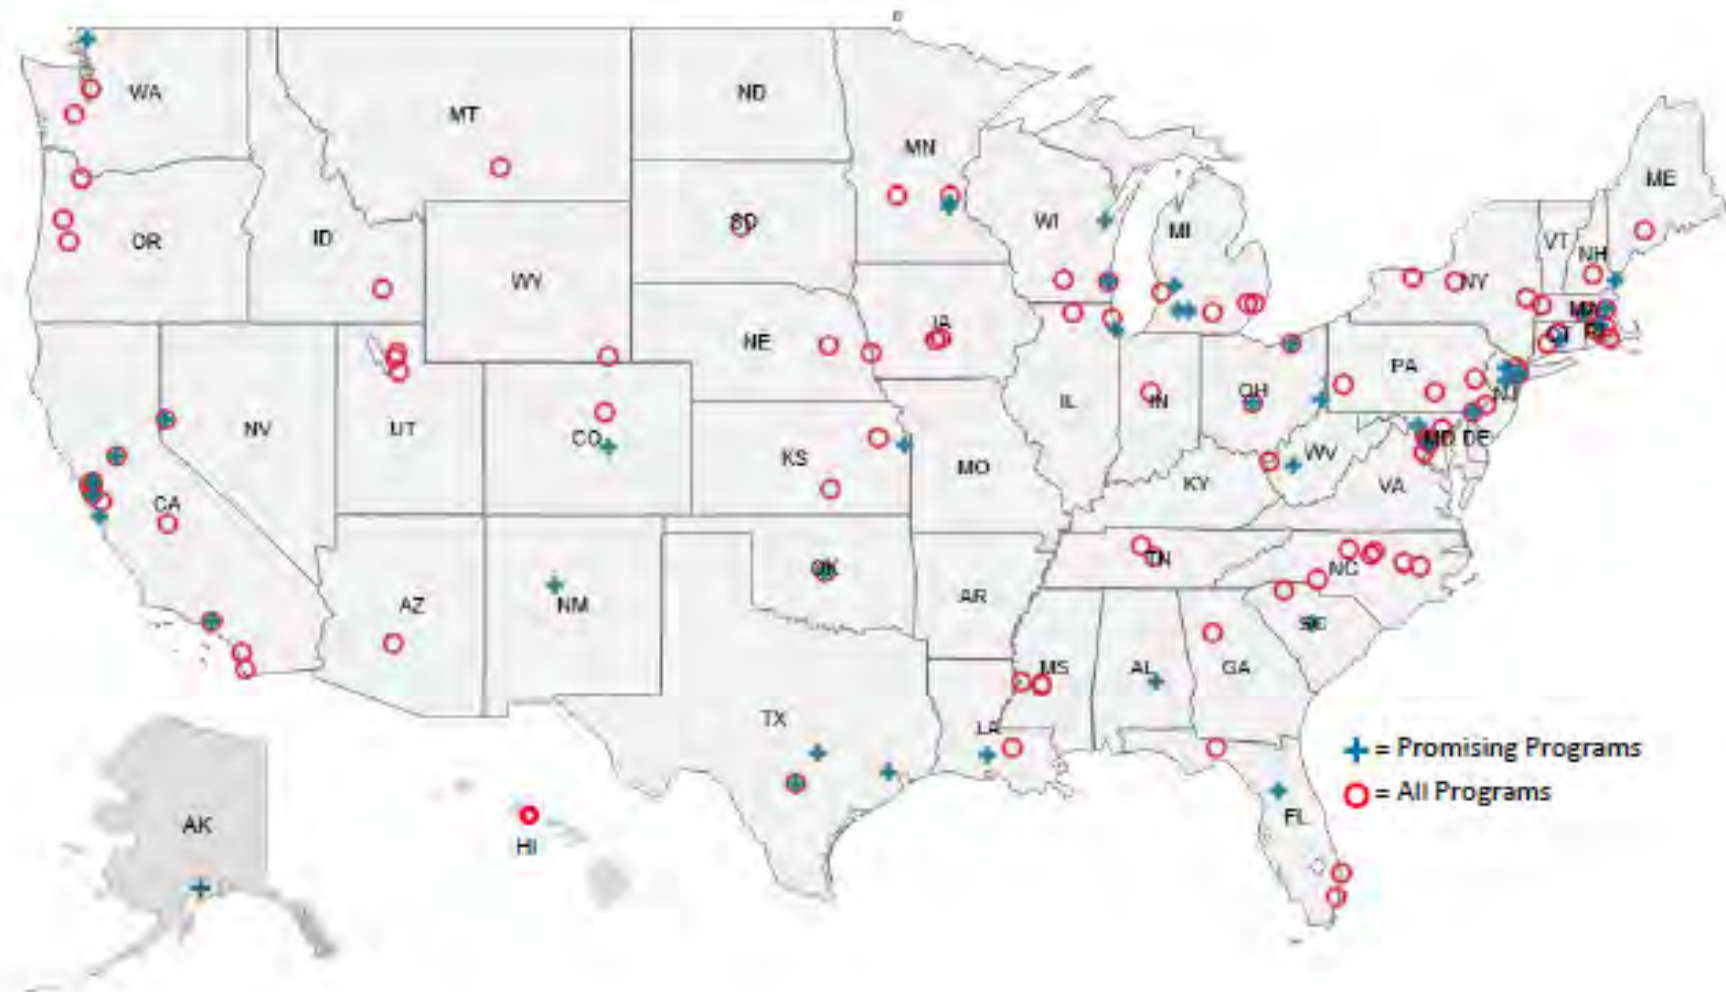 WA
MT
ND
MN
ME
OR
ID
SD
WI
MI
VT
NH
WY
NY
MA
IA
NE
CT
RI
PA
NV
UT
CO
IL
IN
OH
NJ
KS
MO
WV
MD DE
CA
KY
VA
OK
TN
NC
AZ
NM
AR
SC
MS
AL
GA
TX
LA
+ = Promising Programs
O = All Programs
AK
HI
FL